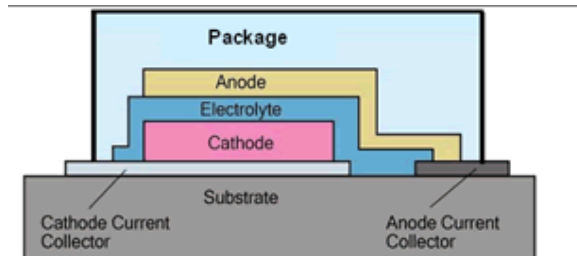 Package
Anode
Electrolyte
Cathode
Substrate
Cathode Current
Collector
Anode Current
Collector